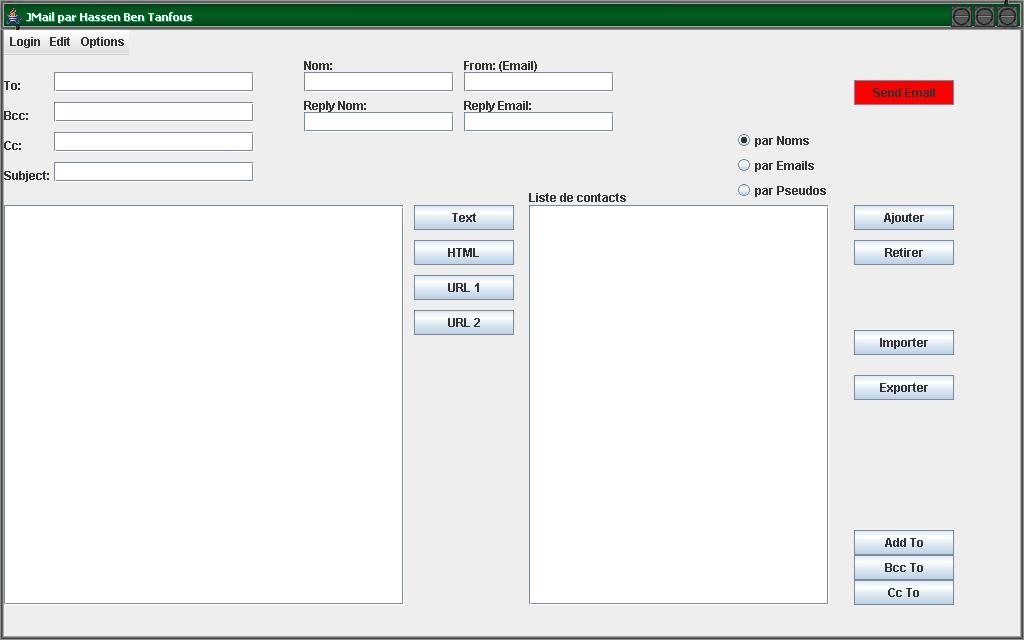 JMail par Hassen Ben Tanfous
Login Edit Options
Nom: From: (Email)
To:
Send Email
Reply Nom: Reply Email:
Bcc:
par Noms
Cc:
par Emails
Subject:
par Pseudos
Liste de contacts
Text
Ajouter
HTML
Retirer
URL 1
URL 2
Importer
Exporter
Add To
Bcc To
Cc To